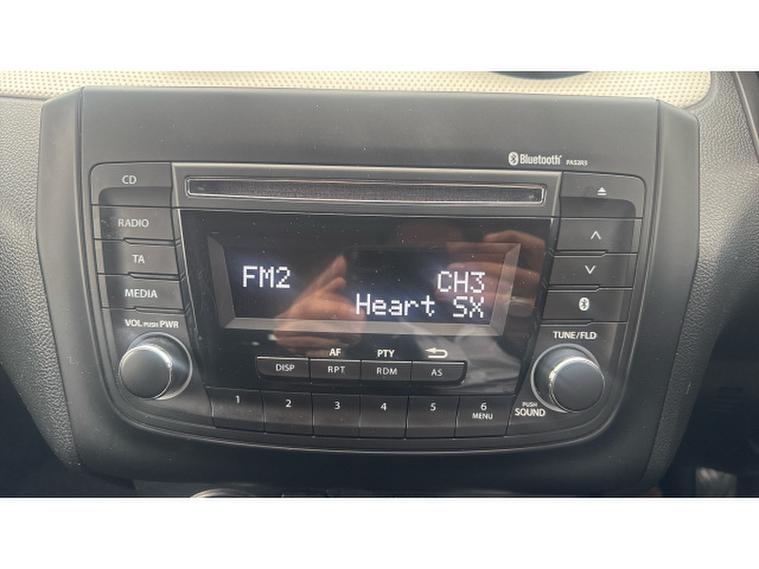 Bluetooth PAS2R3
CD
RADIO
TA
MEDIA
VOL PUSH PWR
FM2
CH3
Heart SX
TUNE/FLD
AF
PTY
DISP
RPT
RDM
AS
1
2
3
4
5
6
MENU
PUSH
SOUND